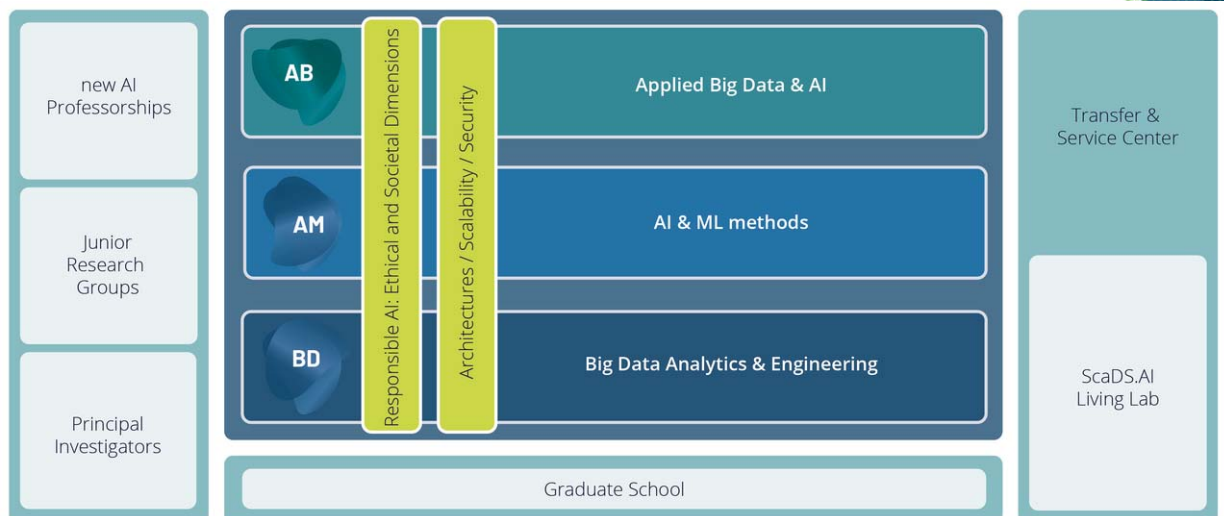 new AI
Professorships
Junior
Research
Groups
Principal
Investigators
AB
Applied Big Data & AI
AM
AI & ML methods
BD
Big Data Analytics & Engineering
Responsible AI: Ethical and Societal Dimensions
Architectures / Scalability / Security
Graduate School
Transfer &
Service Center
ScaDS.AI
Living Lab